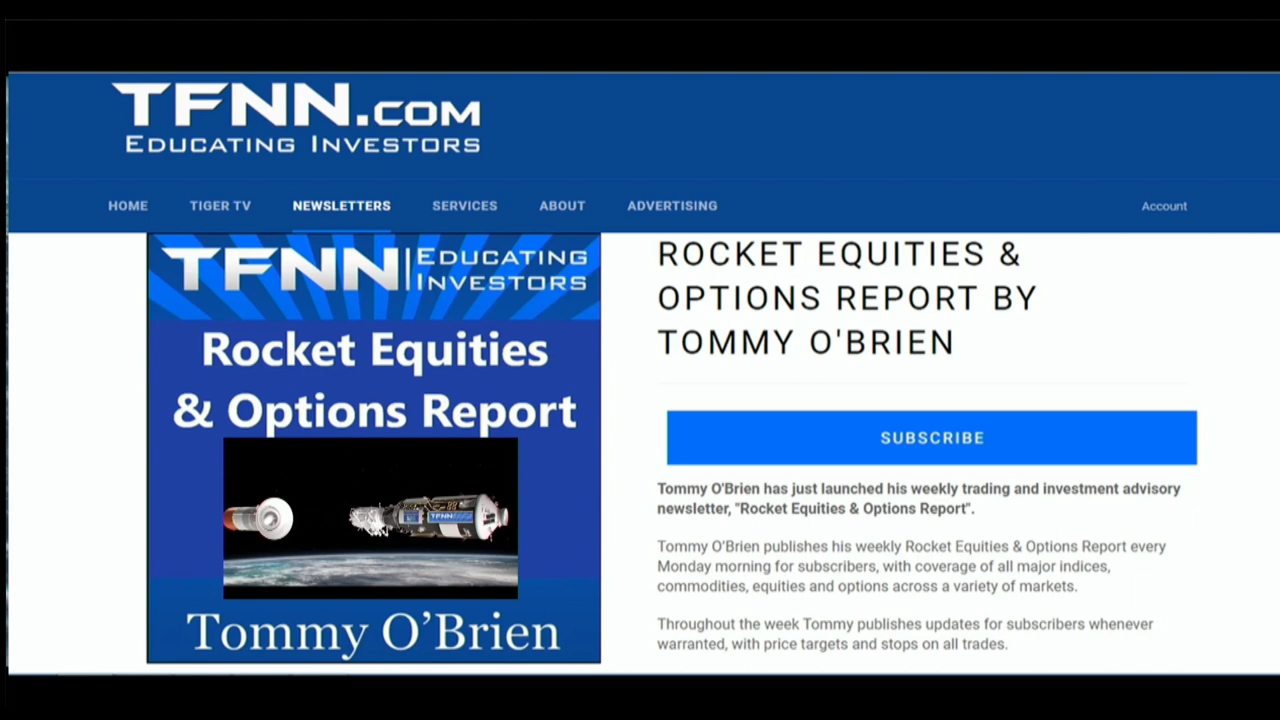 TFNN.COM
EDUCATING INVESTORS
HOME TIGER TV NEWSLETTERS SERVICES ABOUT ADVERTISING Account
TFNN EDUCATING
INVESTORS
Rocket Equities
& Options Report
TFNN
Tommy O'Brien
ROCKET EQUITIES &
OPTIONS REPORT BY
TOMMY O'BRIEN
SUBSCRIBE
Tommy O'Brien has just launched his weekly trading and investment advisory
newsletter, "Rocket Equities & Options Report".
Tommy O'Brien publishes his weekly Rocket Equities & Options Report every
Monday morning for subscribers, with coverage of all major indices,
commodities, equities and options across a variety of markets.
Throughout the week Tommy publishes updates for subscribers whenever
warranted, with price targets and stops on all trades.